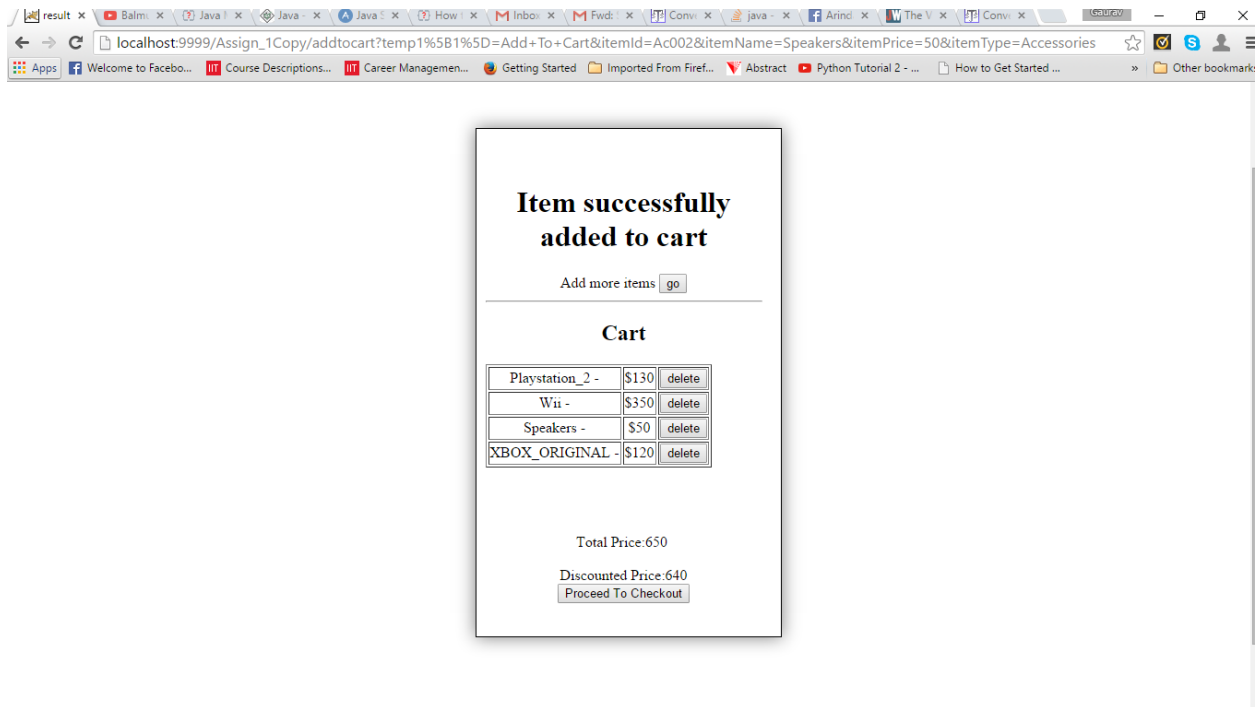 result
Balmu
Java
Java -
Java S
How
Inbox
Fwd:
Conve
java -
Arind
The V
Conve
Gaurav
localhost:9999/Assign_1Copy/addtocart?temp1%5B1%5D=Add+To+Cart&itemId=Ac002&itemName=Speakers&itemPrice=50&itemType=Accessories
Apps Welcome to Facebo... Course Descriptions... Career Managemen... Getting Started Imported From Firef... Abstract Python Tutorial 2 - ... How to Get Started ... » Other bookmarks
Item successfully
added to cart
Add more items go
Cart
Playstation_2 - $130 delete
Wii - $350 delete
Speakers - $50 delete
XBOX_ORIGINAL - $120 delete
Total Price:650
Discounted Price:640
Proceed To Checkout